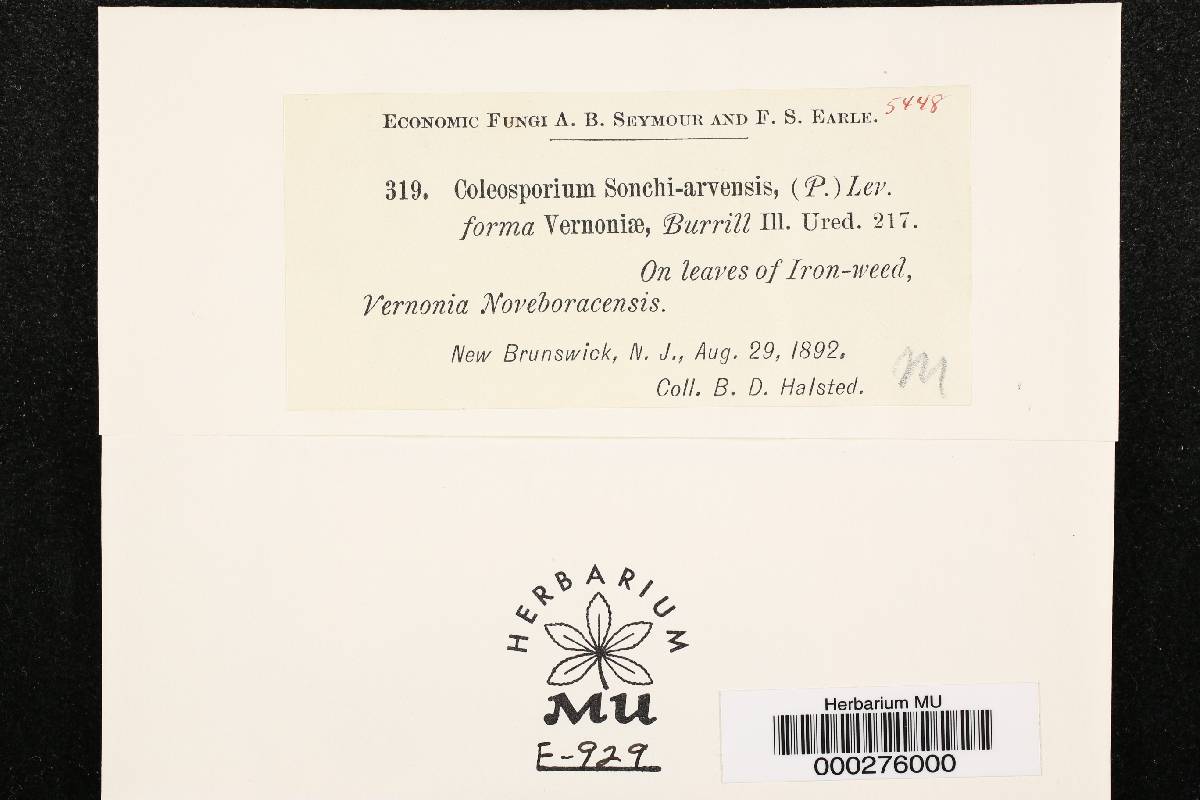 ECONOMIC FUNGI A. B. SEYMOUR AND F. S. EARLE. 5448
319. Coleosporium Sonchi-arvensis, (P.) Lev.
forma Vernoniæ, Burrill Ill. Ured. 217.
On leaves of Iron-weed,
Vernonia Noveboracensis.
New Brunswick, N. J., Aug. 29, 1892.
Coll. B. D. Halsted.
M
HERBARIUM
MU
E-929
Herbarium MU
000276000